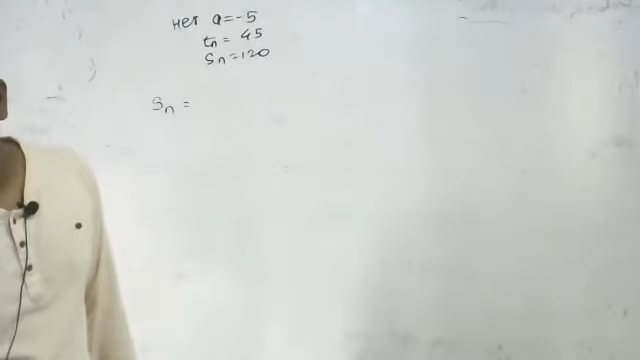 Her a = -5
tn = 45
Sn = 120
Sn =